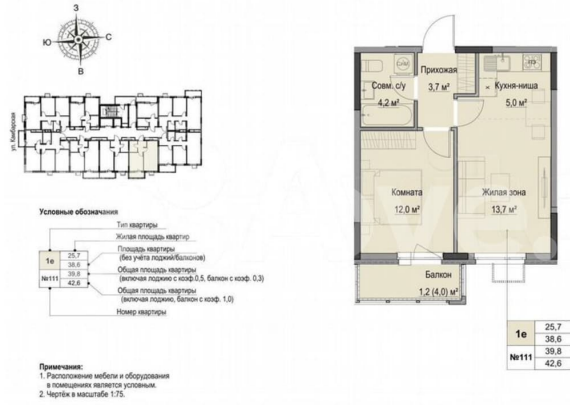 З
Ю
С
В
ул. Камбарская
Прихожая
3,7 м²
Совм. с/у
4,2 м²
Кухня-ниша
5,0 м²
Комната
12,0 м²
Жилая зона
13,7 м²
Балкон
1,2 (4,0) м²
Условные обозначания
Тип квартиры
Жилая площадь квартир
Площадь квартиры
(без учёта лоджий/балконов)
Общая площадь квартиры
(включая лоджию с коэф.0,5, балкон с коэф. 0,3)
Общая площадь квартиры
(включая лоджию, балкон с коэф. 1,0)
Номер квартиры
1е
25,7
38,6
№111
39,8
42,6
1е
25,7
38,6
№111
39,8
42,6
Примечания:
1. Расположение мебели и оборудования
в помещениях является условным.
2. Чертёж в масштабе 1:75.